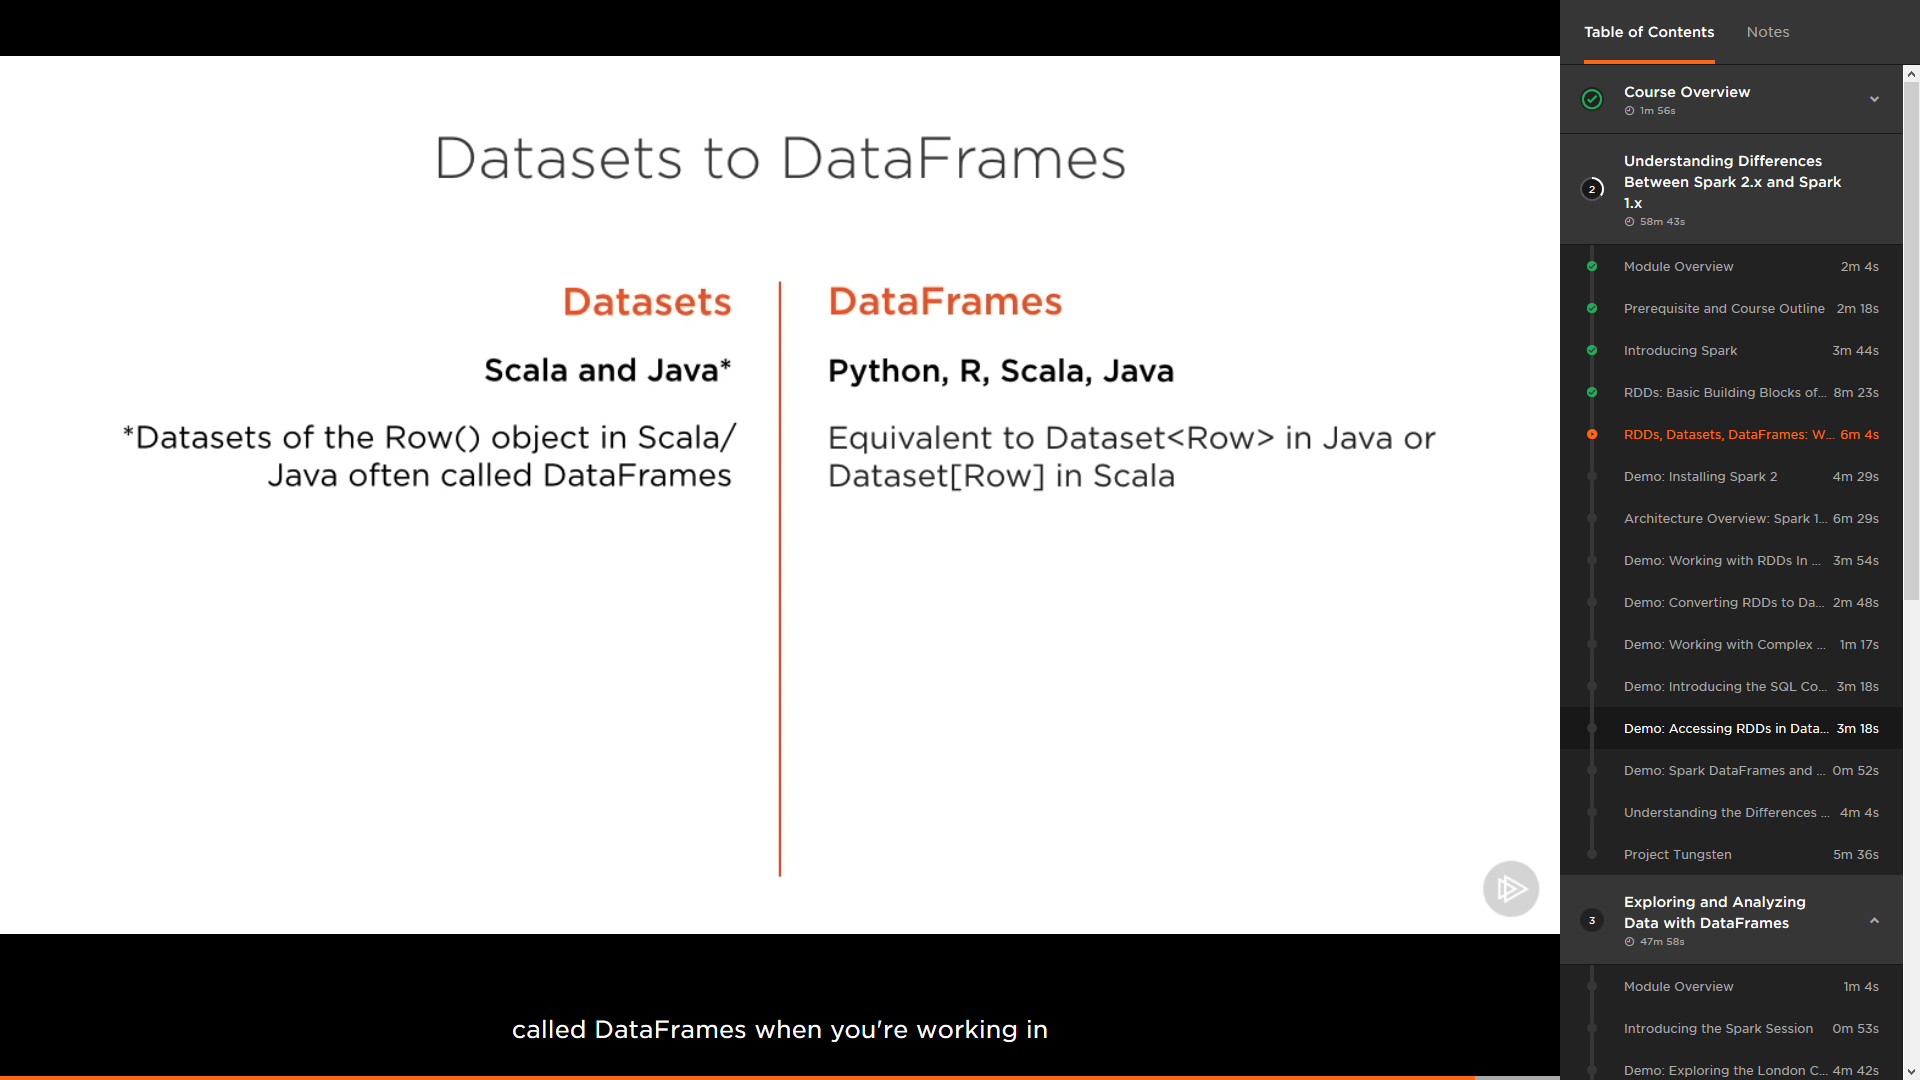 Datasets to DataFrames
Datasets
Scala and Java*
*Datasets of the Row() object in Scala/
Java often called DataFrames
DataFrames
Python, R, Scala, Java
Equivalent to Dataset<Row> in Java or
Dataset[Row] in Scala
called DataFrames when you're working in
Table of Contents
Notes
Course Overview
1m 56s
2
Understanding Differences
Between Spark 2.x and Spark
1.x
58m 43s
Module Overview 2m 4s
Prerequisite and Course Outline 2m 18s
Introducing Spark 3m 44s
RDDs: Basic Building Blocks of... 8m 23s
RDDs, Datasets, DataFrames: W... 6m 4s
Demo: Installing Spark 2 4m 29s
Architecture Overview: Spark 1... 6m 29s
Demo: Working with RDDs In ... 3m 54s
Demo: Converting RDDs to Da... 2m 48s
Demo: Working with Complex ... 1m 17s
Demo: Introducing the SQL Co... 3m 18s
Demo: Accessing RDDs in Data... 3m 18s
Demo: Spark DataFrames and ... 0m 52s
Understanding the Differences ... 4m 4s
Project Tungsten 5m 36s
3
Exploring and Analyzing
Data with DataFrames
47m 58s
Module Overview 1m 4s
Introducing the Spark Session 0m 53s
Demo: Exploring the London C... 4m 42s